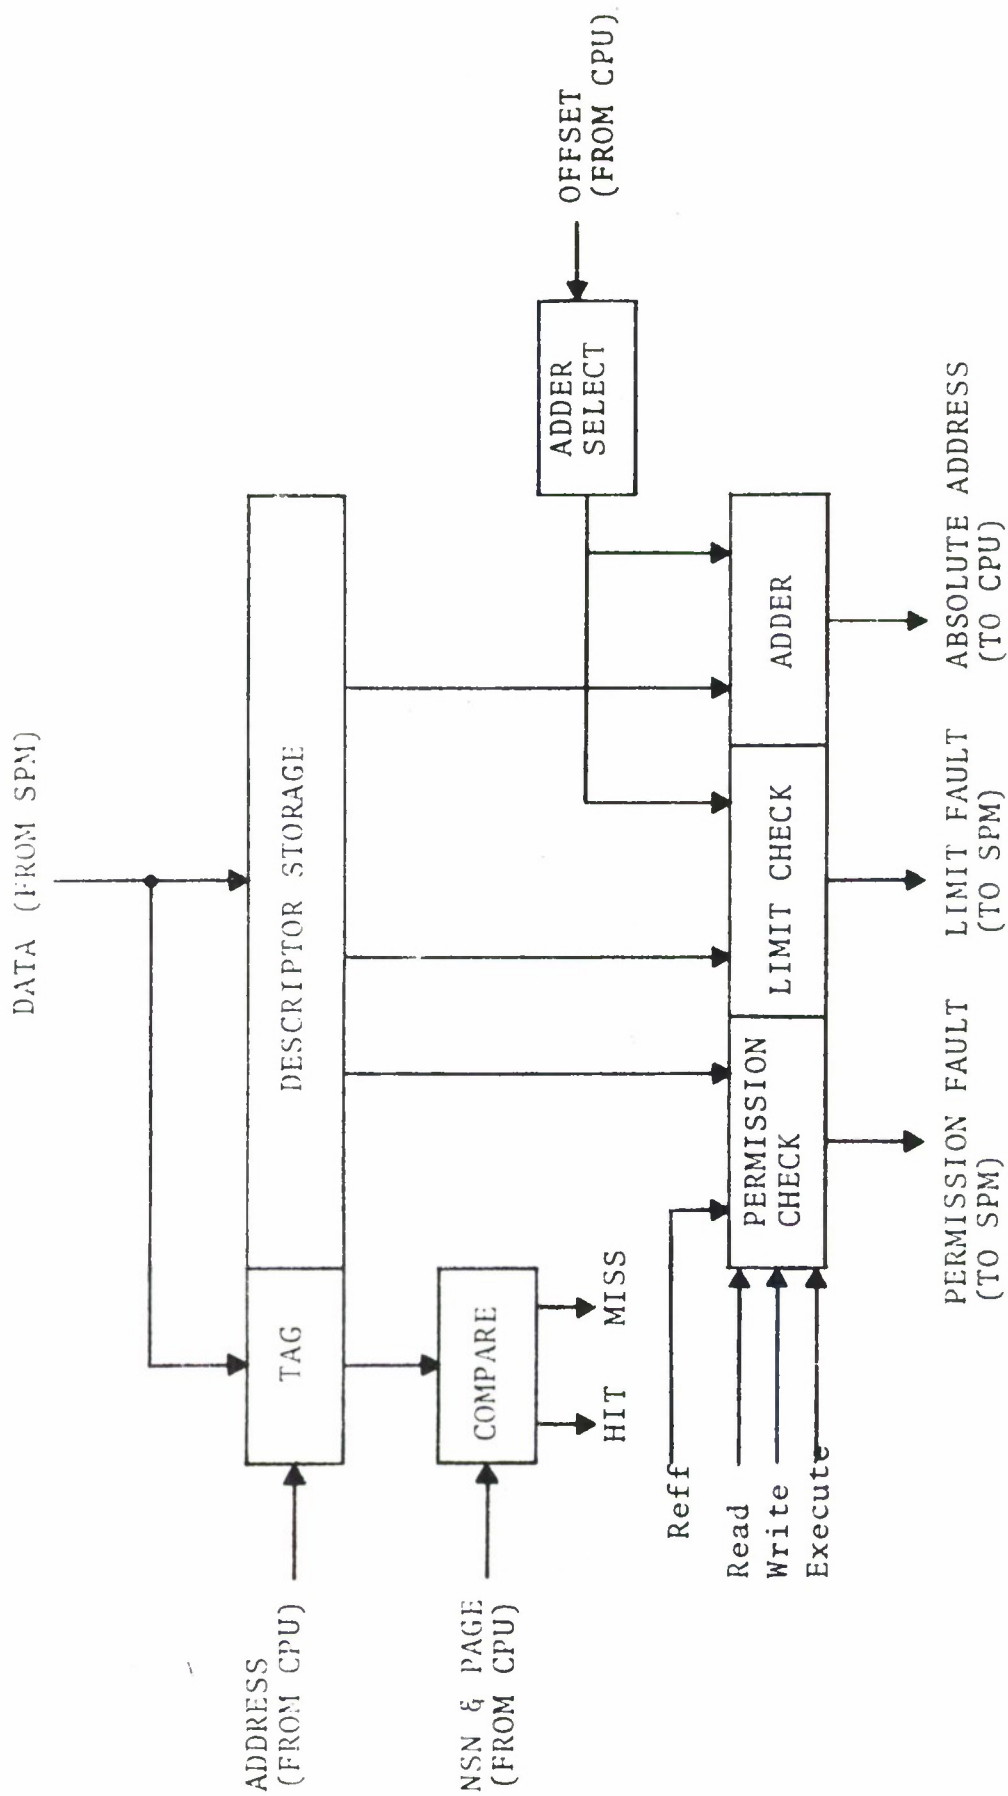 DATA (FROM SPM)
ADDRESS
(FROM CPU)
TAG
DESCRIPTOR STORAGE
NSN & PAGE
(FROM CPU)
COMPARE
HIT
MISS
ADDER
SELECT
OFFSET
(FROM CPU)
Reff
Read
Write
Execute
PERMISSION
CHECK
LIMIT CHECK
ADDER
PERMISSION FAULT
(TO SPM)
LIMIT FAULT
(TO SPM)
ABSOLUTE ADDRESS
(TO CPU)